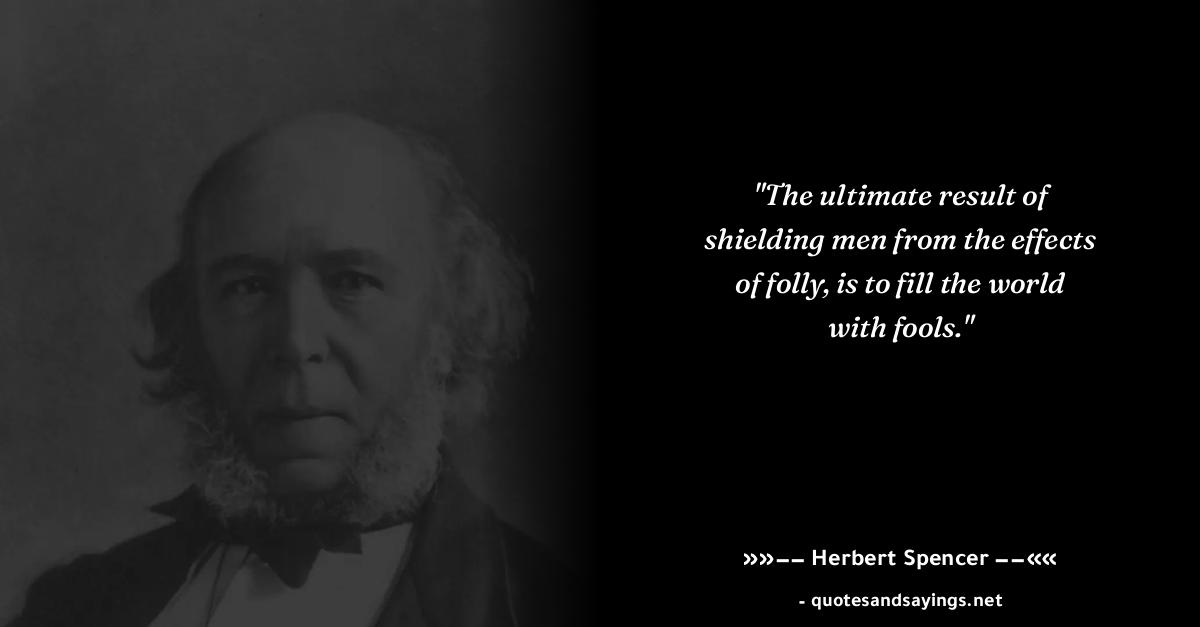 "The ultimate result of
shielding men from the effects
of folly, is to fill the world
with fools."
»»−− Herbert Spencer −−««
- quotesandsayings.net